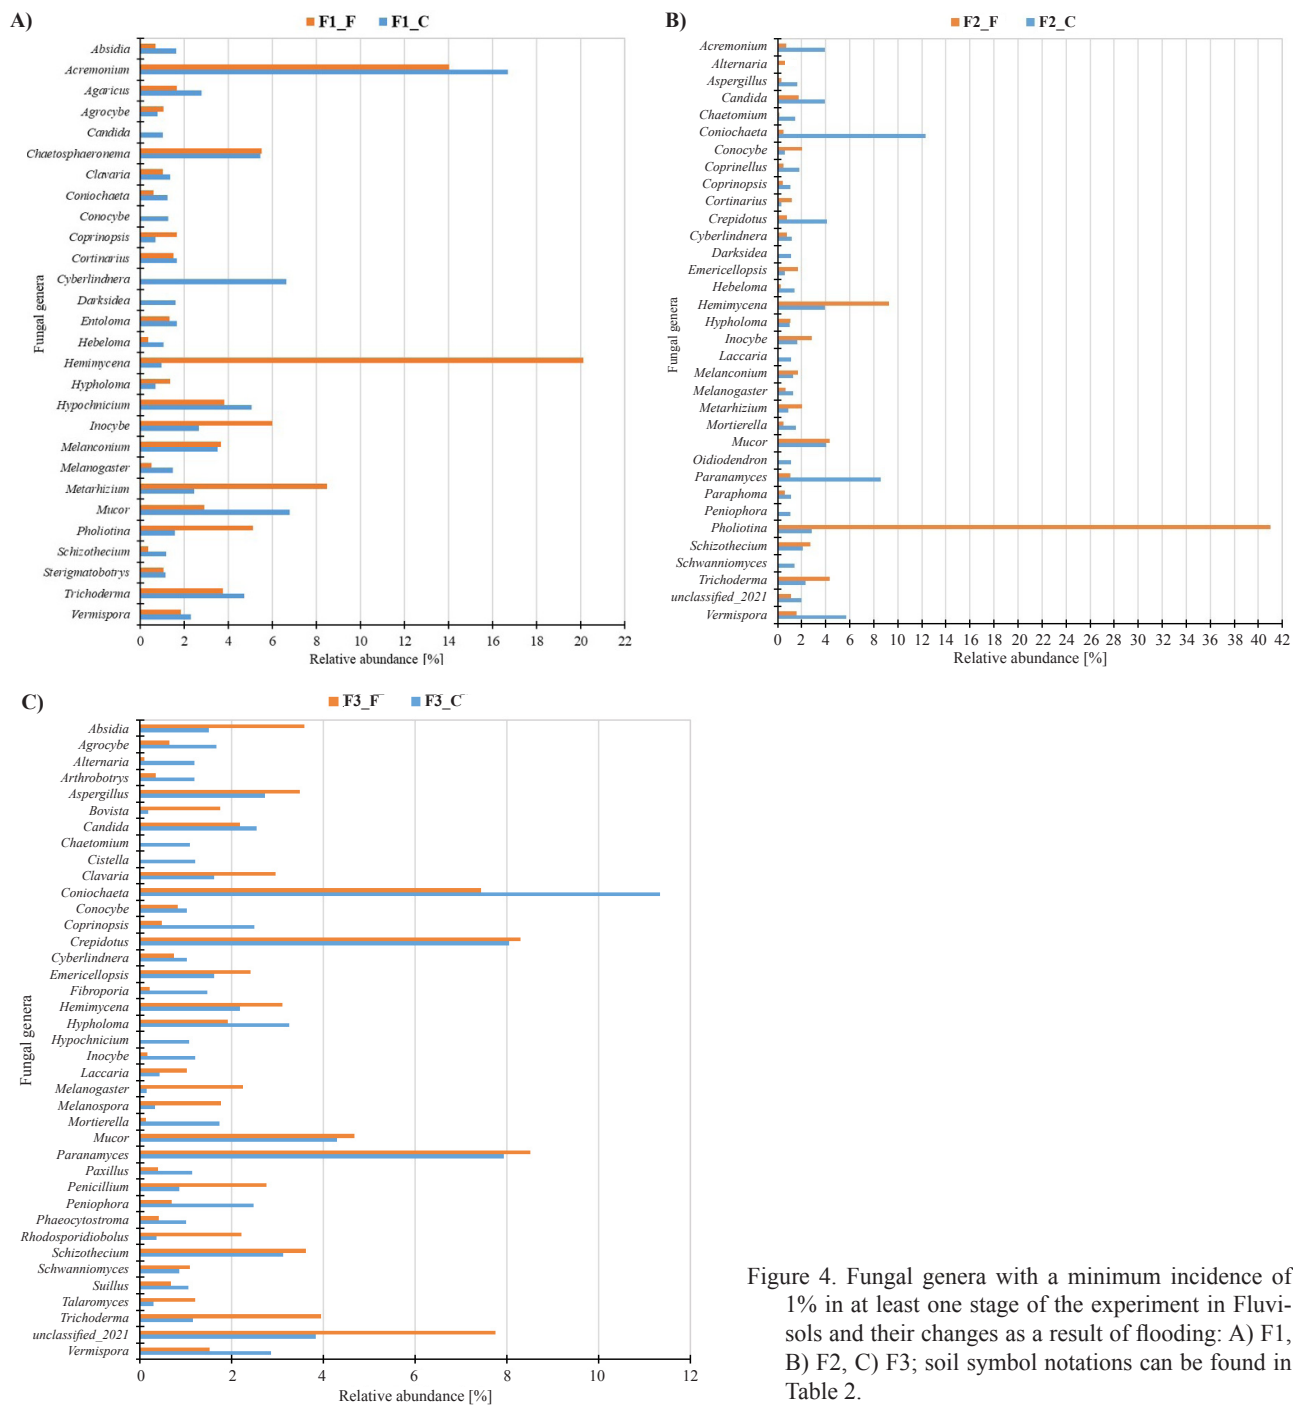 A)
F1_F F1_C
Absidia
Acremonium
Agaricus
Agrocybe
Candida
Chaetosphaeronema
Clavaria
Coniochaeta
Conocybe
Coprinopsis
Cortinarius
Cyberlindnera
Darksidea
Entoloma
Hebeloma
Hemimycena
Hypholoma
Hypochnicium
Inocybe
Melanconium
Melanogaster
Metarhizium
Mucor
Pholiotina
Schizothecium
Sterigmatobotrys
Trichoderma
Vermispora
Fungal genera
0 2 4 6 8 10 12 14 16 18 20 22
Relative abundance [%]
B)
F2_F F2_C
Acremonium
Alternaria
Aspergillus
Candida
Chaetomium
Coniochaeta
Conocybe
Coprinellus
Coprinopsis
Cortinarius
Crepidotus
Cyberlindnera
Darksidea
Emericellopsis
Hebeloma
Hemimycena
Hypholoma
Inocybe
Laccaria
Melanconium
Melanogaster
Metarhizium
Mortierella
Mucor
Oidiodendron
Paranamyces
Paraphoma
Peniophora
Pholiotina
Schizothecium
Schwanniomyces
Trichoderma
unclassified_2021
Vermispora
Fungal genera
0 2 4 6 8 10 12 14 16 18 20 22 24 26 28 30 32 34 36 38 40 42
Relative abundance [%]
C)
F3_F F3_C
Absidia
Agrocybe
Alternaria
Arthrobotrys
Aspergillus
Bovista
Candida
Chaetomium
Cistella
Clavaria
Coniochaeta
Conocybe
Coprinopsis
Crepidotus
Cyberlindnera
Emericellopsis
Fibroporia
Hemimycena
Hypholoma
Hypochnicium
Inocybe
Laccaria
Melanogaster
Melanospora
Mortierella
Mucor
Paranamyces
Paxillus
Penicillium
Peniophora
Phaeocytostroma
Rhodosporidiobolus
Schizothecium
Schwanniomyces
Suillus
Talaromyces
Trichoderma
unclassified_2021
Vermispora
Fungal genera
0 2 4 6 8 10 12
Relative abundance [%]
Figure 4. Fungal genera with a minimum incidence of
1% in at least one stage of the experiment in Fluvi-
sols and their changes as a result of flooding: A) F1,
B) F2, C) F3; soil symbol notations can be found in
Table 2.